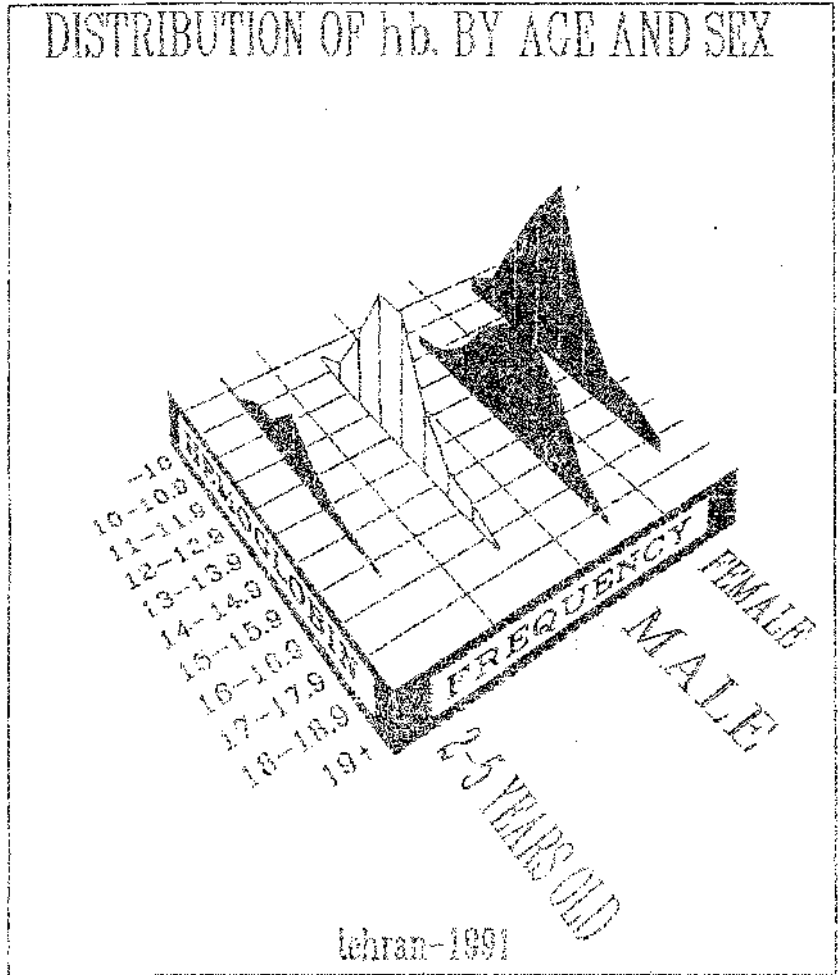 DISTRIBUTION OF hb. BY AGE AND SEX
HEMOGLOBIN
-10
10-10.9
11-11.9
12-12.9
13-13.9
14-14.9
15-15.9
16-16.9
17-17.9
18-18.9
19+
FREQUENCY
FEMALE
MALE
2-5 YEARS OLD
tehran-1991